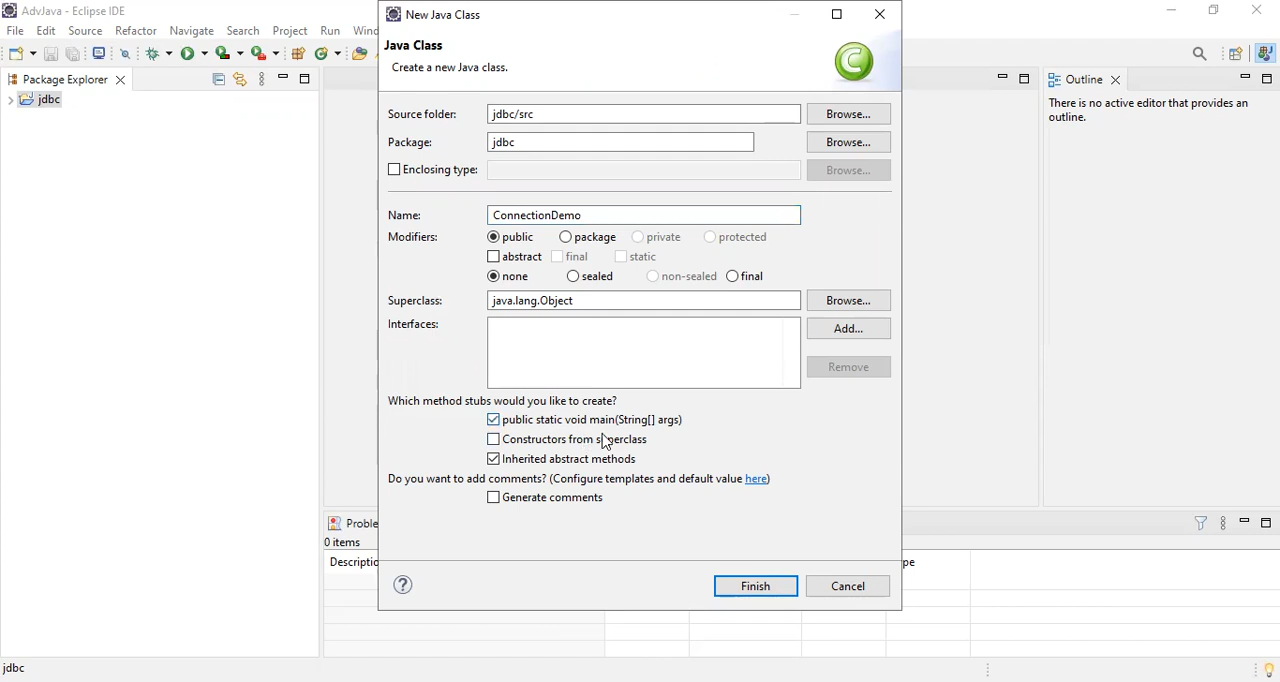 AdvJava - Eclipse IDE
File Edit Source Refactor Navigate Search Project Run
Package Explorer
jdbc
New Java Class
Java Class
Create a new Java class.
Source folder: jdbc/src Browse...
Package: jdbc Browse...
Enclosing type: Browse...
Name: ConnectionDemo
Modifiers: public package private protected
abstract final static
none sealed non-sealed final
Superclass: java.lang.Object Browse...
Interfaces: Add...
Remove
Which method stubs would you like to create?
public static void main(String[] args)
Constructors from superclass
Inherited abstract methods
Do you want to add comments? (Configure templates and default value here)
Generate comments
Finish Cancel
Outline
There is no active editor that provides an
outline.
0 items
jdbc